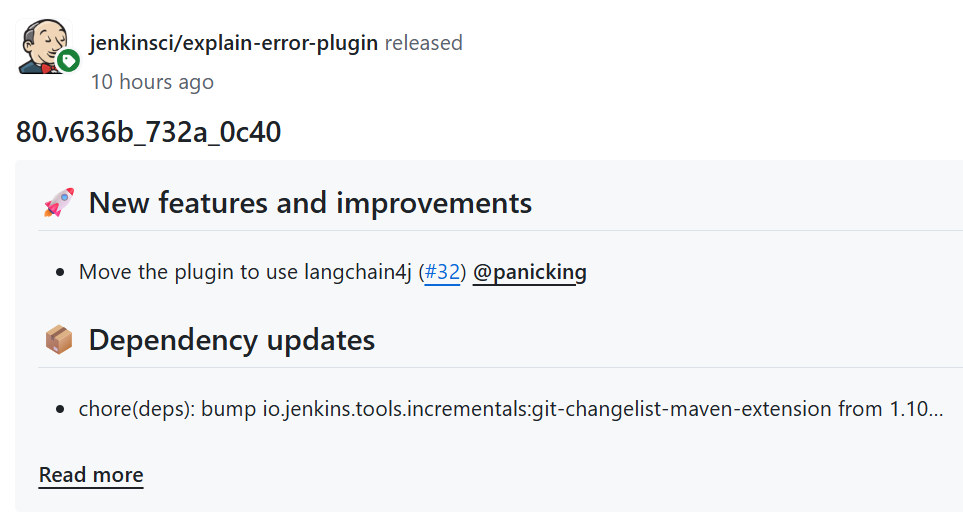 jenkinsci/explain-error-plugin released
10 hours ago
80.v636b_732a_0c40
🚀 New features and improvements
• Move the plugin to use langchain4j (#32) @panicking
📦 Dependency updates
• chore(deps): bump io.jenkins.tools.incrementals:git-changelist-maven-extension from 1.10...
Read more